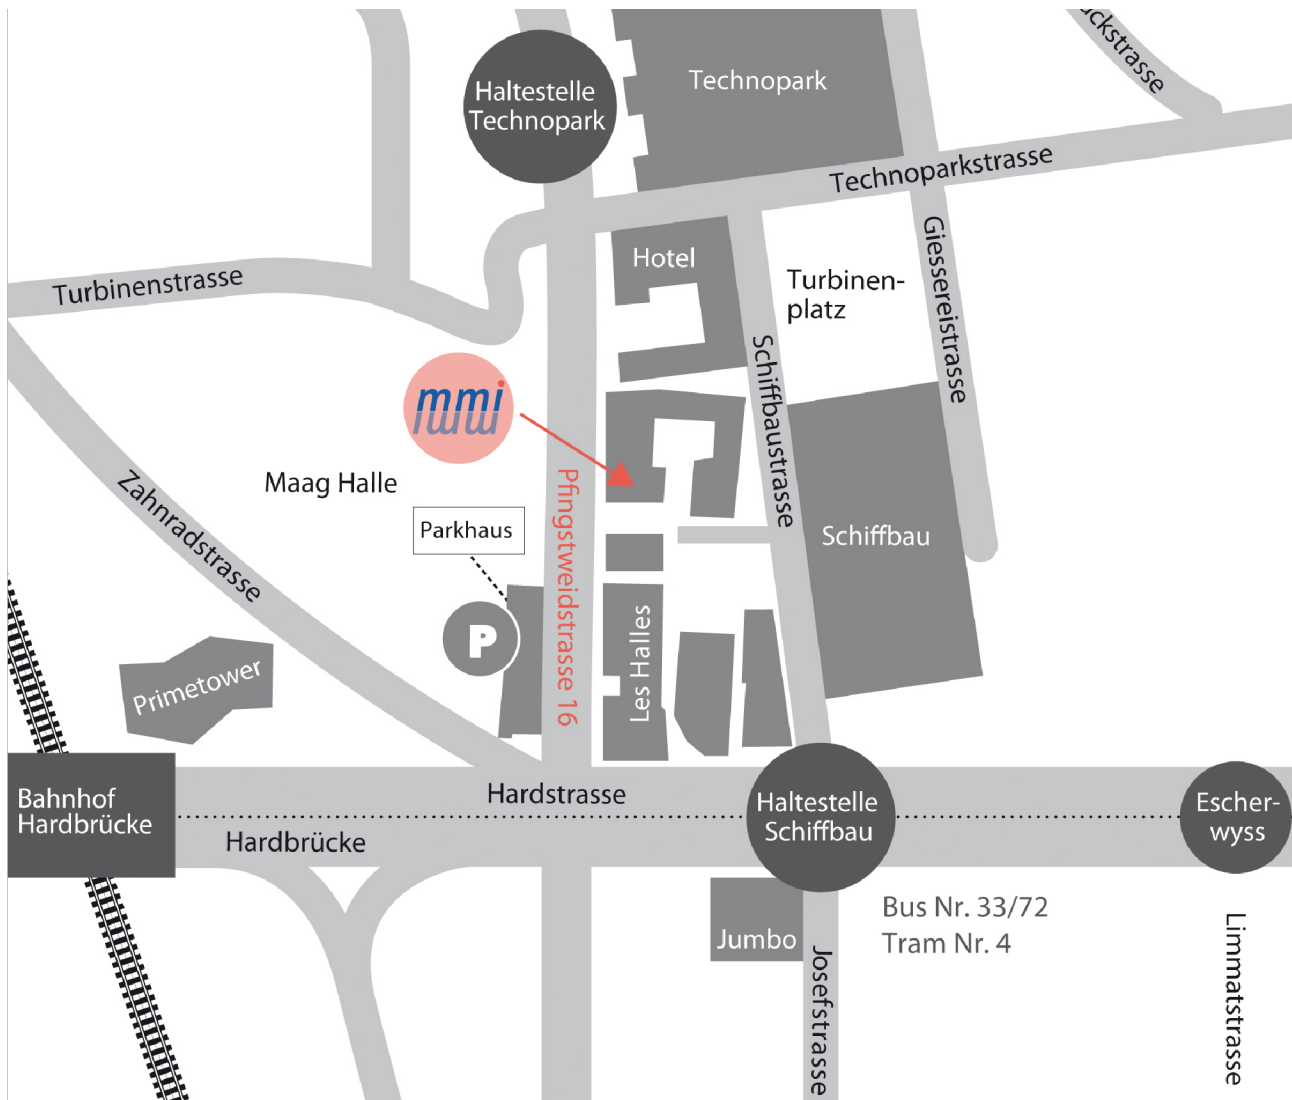 ckstrasse
Haltestelle
Technopark
Technopark
Technoparkstrasse
Hotel
Giessereistrasse
Turbinenstrasse
Turbinen-
platz
Schiffbaustrasse
mmi
Maag Halle
Zahnradstrasse
Parkhaus
Pfingstweidstrasse 16
Schiffbau
P
Les Halles
Primetower
Bahnhof
Hardbrücke
Hardstrasse
Haltestelle
Schiffbau
Escher-
wyss
Hardbrücke
Bus Nr. 33/72
Tram Nr. 4
Jumbo
Josefstrasse
Limmatstrasse